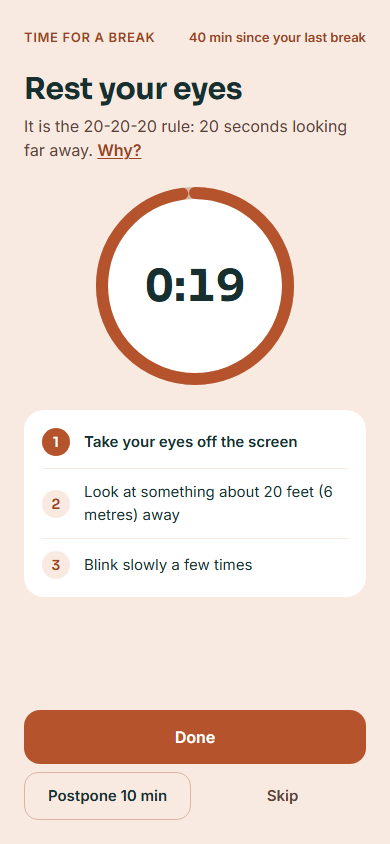 TIME FOR A BREAK
40 min since your last break
Rest your eyes
It is the 20-20-20 rule: 20 seconds looking
far away. Why?
0:19
1 Take your eyes off the screen
2 Look at something about 20 feet (6
metres) away
3 Blink slowly a few times
Done
Postpone 10 min
Skip